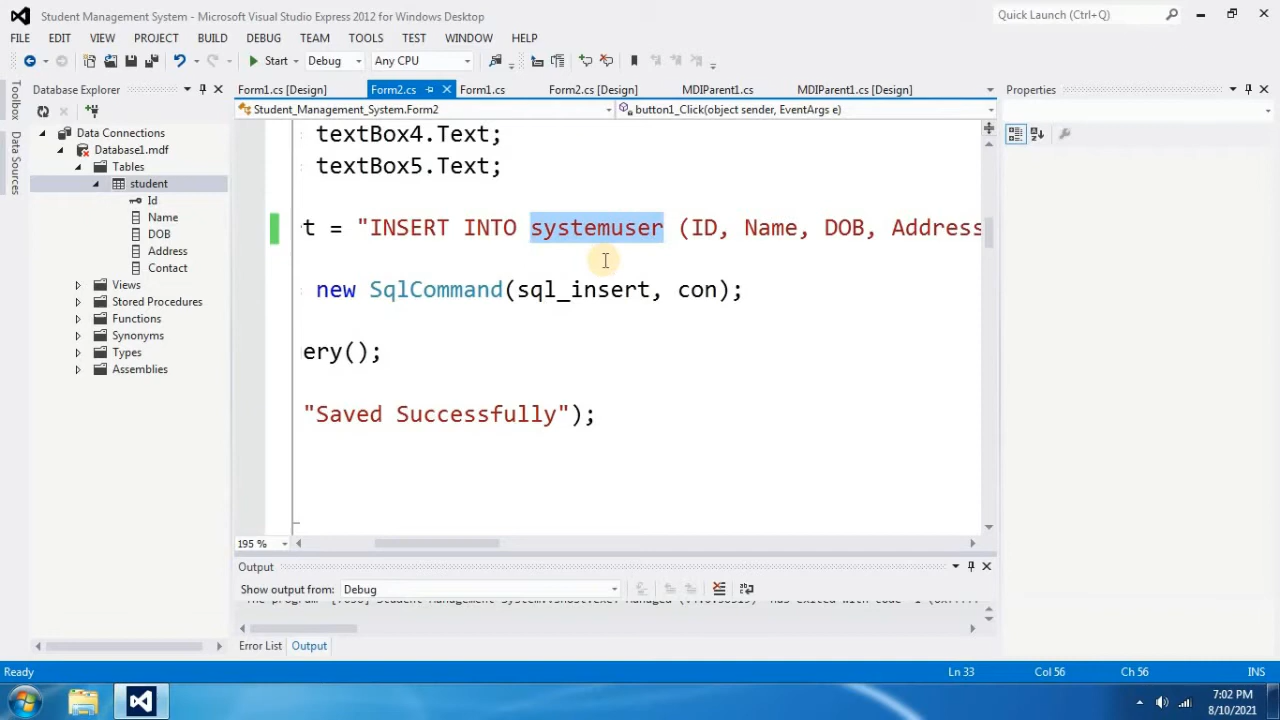 Student Management System - Microsoft Visual Studio Express 2012 for Windows Desktop
Quick Launch (Ctrl+Q)
FILE EDIT VIEW PROJECT BUILD DEBUG TEAM TOOLS TEST WINDOW HELP
Start Debug Any CPU
Toolbox
Data Sources
Database Explorer
Data Connections
Database1.mdf
Tables
student
Id
Name
DOB
Address
Contact
Views
Stored Procedures
Functions
Synonyms
Types
Assemblies
Form1.cs [Design] Form2.cs Form1.cs Form2.cs [Design] MDIParent1.cs MDIParent1.cs [Design]
Student_Management_System.Form2 button1_Click(object sender, EventArgs e)
textBox4.Text;
textBox5.Text;
t = "INSERT INTO systemuser (ID, Name, DOB, Address
new SqlCommand(sql_insert, con);
ery();
"Saved Successfully");
195 %
Output
Show output from: Debug
Error List Output
Properties
Ready Ln 33 Col 56 Ch 56 INS
7:02 PM
8/10/2021